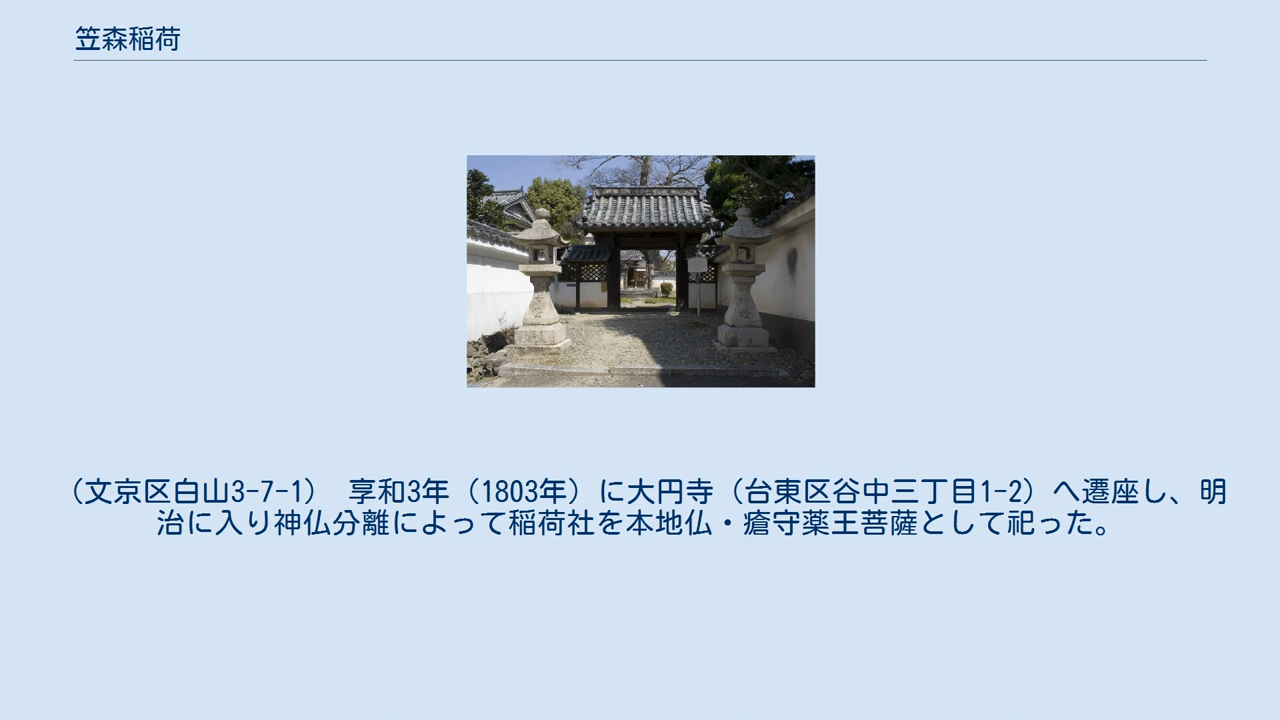 笠森稲荷
（文京区白山3-7-1）　享和3年（1803年）に大円寺（台東区谷中三丁目1-2）へ遷座し、明
治に入り神仏分離によって稲荷社を本地仏・瘡守薬王菩薩として祀った。